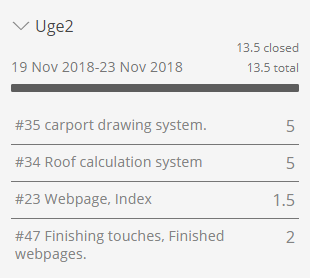 Uge2
13.5 closed
19 Nov 2018-23 Nov 2018
13.5 total
#35 carport drawing system.
5
#34 Roof calculation system
5
#23 Webpage, Index
1.5
#47 Finishing touches, Finished
webpages.
2